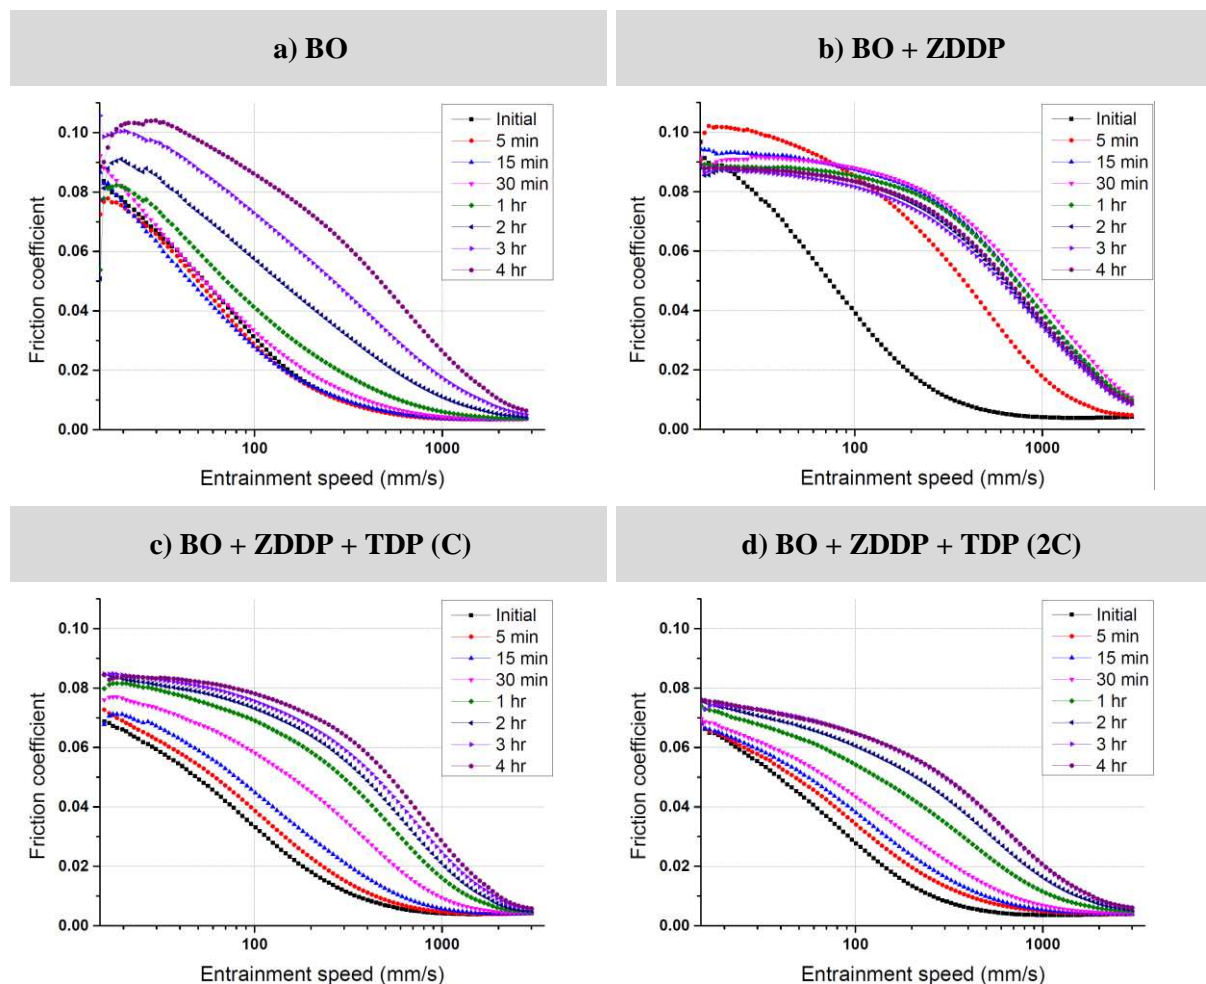 a) BO
b) BO + ZDDP
0.10
0.08
0.06
0.04
0.02
0.00
Friction coefficient
100
1000
Entrainment speed (mm/s)
Initial
5 min
15 min
30 min
1 hr
2 hr
3 hr
4 hr
0.10
0.08
0.06
0.04
0.02
0.00
Friction coefficient
100
1000
Entrainment speed (mm/s)
Initial
5 min
15 min
30 min
1 hr
2 hr
3 hr
4 hr
c) BO + ZDDP + TDP (C)
d) BO + ZDDP + TDP (2C)
0.10
0.08
0.06
0.04
0.02
0.00
Friction coefficient
100
1000
Entrainment speed (mm/s)
Initial
5 min
15 min
30 min
1 hr
2 hr
3 hr
4 hr
0.10
0.08
0.06
0.04
0.02
0.00
Friction coefficient
100
1000
Entrainment speed (mm/s)
Initial
5 min
15 min
30 min
1 hr
2 hr
3 hr
4 hr